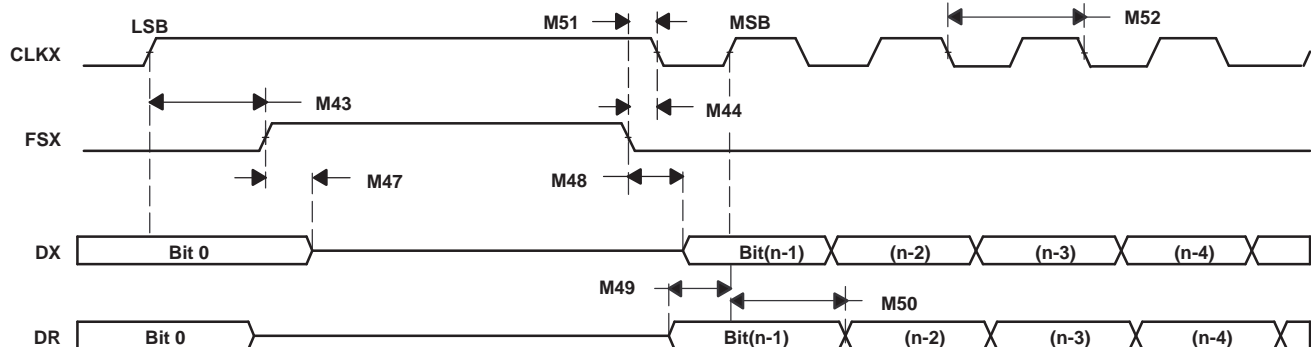 LSB M51 MSB M52
CLKX
M43 M44
FSX
M47 M48
DX Bit 0 Bit(n-1) (n-2) (n-3) (n-4)
M49 M50
DR Bit 0 Bit(n-1) (n-2) (n-3) (n-4)